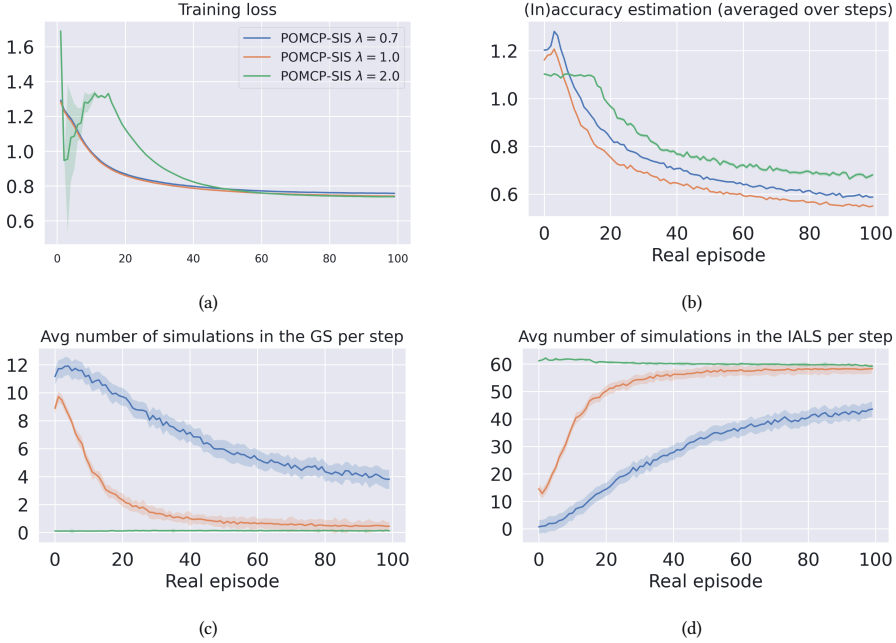 Training loss
1.6
1.4
1.2
1.0
0.8
0.6
POMCP-SIS λ = 0.7
POMCP-SIS λ = 1.0
POMCP-SIS λ = 2.0
0 20 40 60 80 100
(a)
(In)accuracy estimation (averaged over steps)
1.2
1.0
0.8
0.6
0 20 40 60 80 100
Real episode
(b)
Avg number of simulations in the GS per step
12
10
8
6
4
2
0
0 20 40 60 80 100
Real episode
(c)
Avg number of simulations in the IALS per step
60
50
40
30
20
10
0
0 20 40 60 80 100
Real episode
(d)